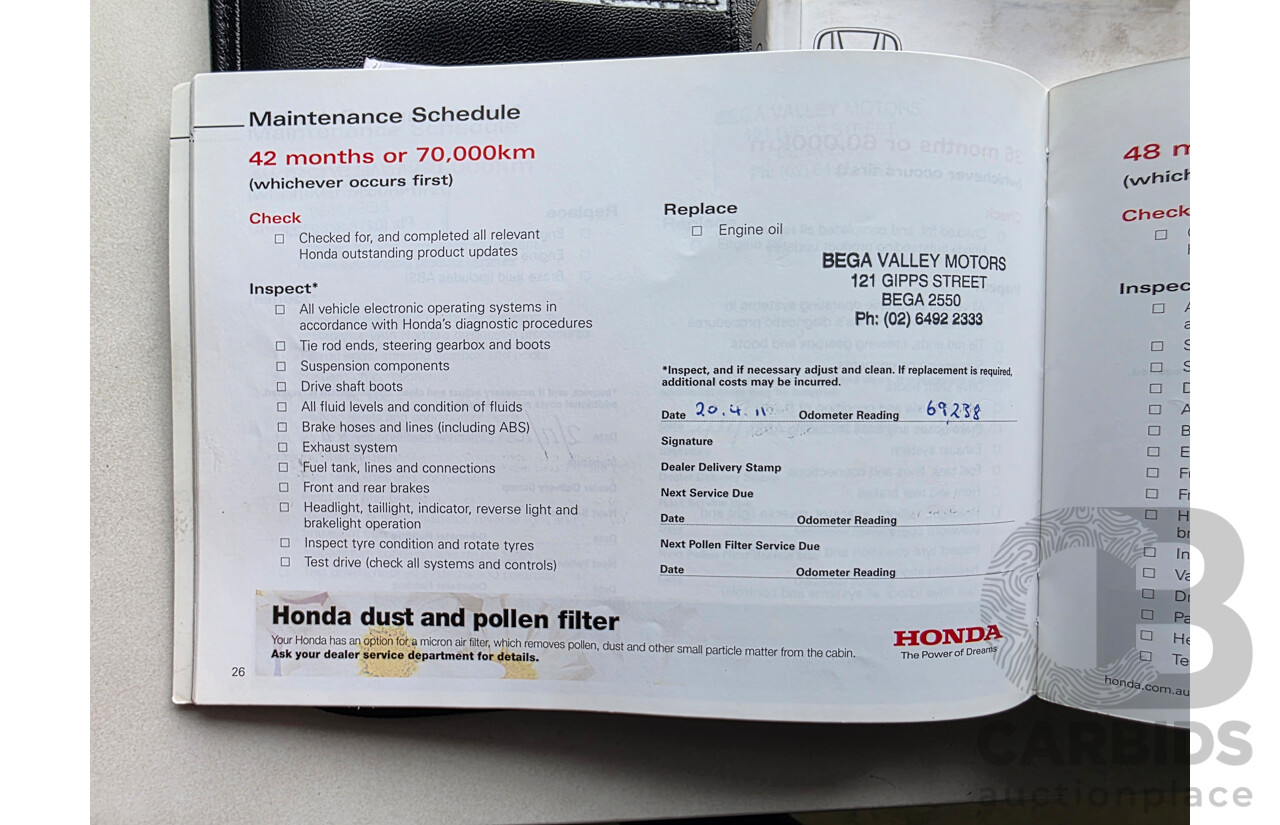 Maintenance Schedule
42 months or 70,000km
(whichever occurs first)
Check
Checked for, and completed all relevant
Honda outstanding product updates
Inspect*
All vehicle electronic operating systems in
accordance with Honda's diagnostic procedures
Tie rod ends, steering gearbox and boots
Suspension components
Drive shaft boots
All fluid levels and condition of fluids
Brake hoses and lines (including ABS)
Exhaust system
Fuel tank, lines and connections
Front and rear brakes
Headlight, taillight, indicator, reverse light and
brakelight operation
Inspect tyre condition and rotate tyres
Test drive (check all systems and controls)
Replace
Engine oil
BEGA VALLEY MOTORS
121 GIPPS STREET
BEGA 2550
Ph: (02) 6492 2333
*Inspect, and if necessary adjust and clean. If replacement is required,
additional costs may be incurred.
Date 20.4.11 Odometer Reading 69238
Signature
Dealer Delivery Stamp
Next Service Due
Date Odometer Reading
Next Pollen Filter Service Due
Date Odometer Reading
Honda dust and pollen filter
Your Honda has an option for a micron air filter, which removes pollen, dust and other small particle matter from the cabin.
Ask your dealer service department for details.
HONDA
The Power of Dreams
26
48 m
(which
Check
Inspec
honda.com.au
CARBIDS
auctionplace